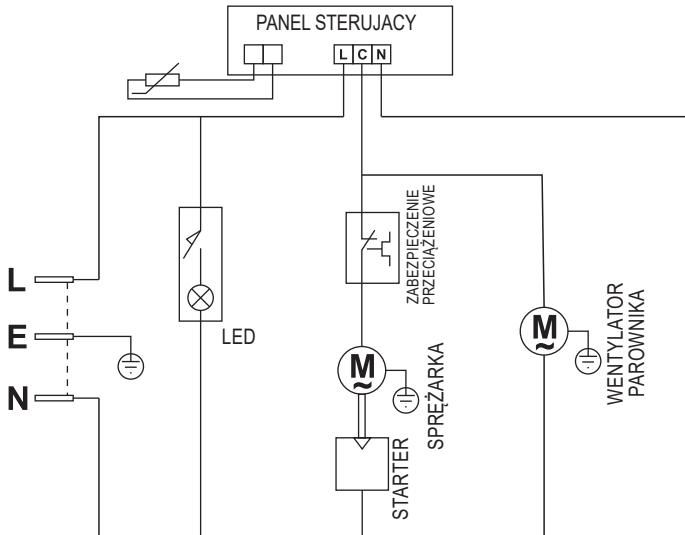 PANEL STERUJACY
L C N
ZABEZPIECZENIE
PRZECIĄŻENIOWE
L
E
N
LED
M
~
SPRĘŻARKA
STARTER
M
~
WENTYLATOR
PAROWNIKA